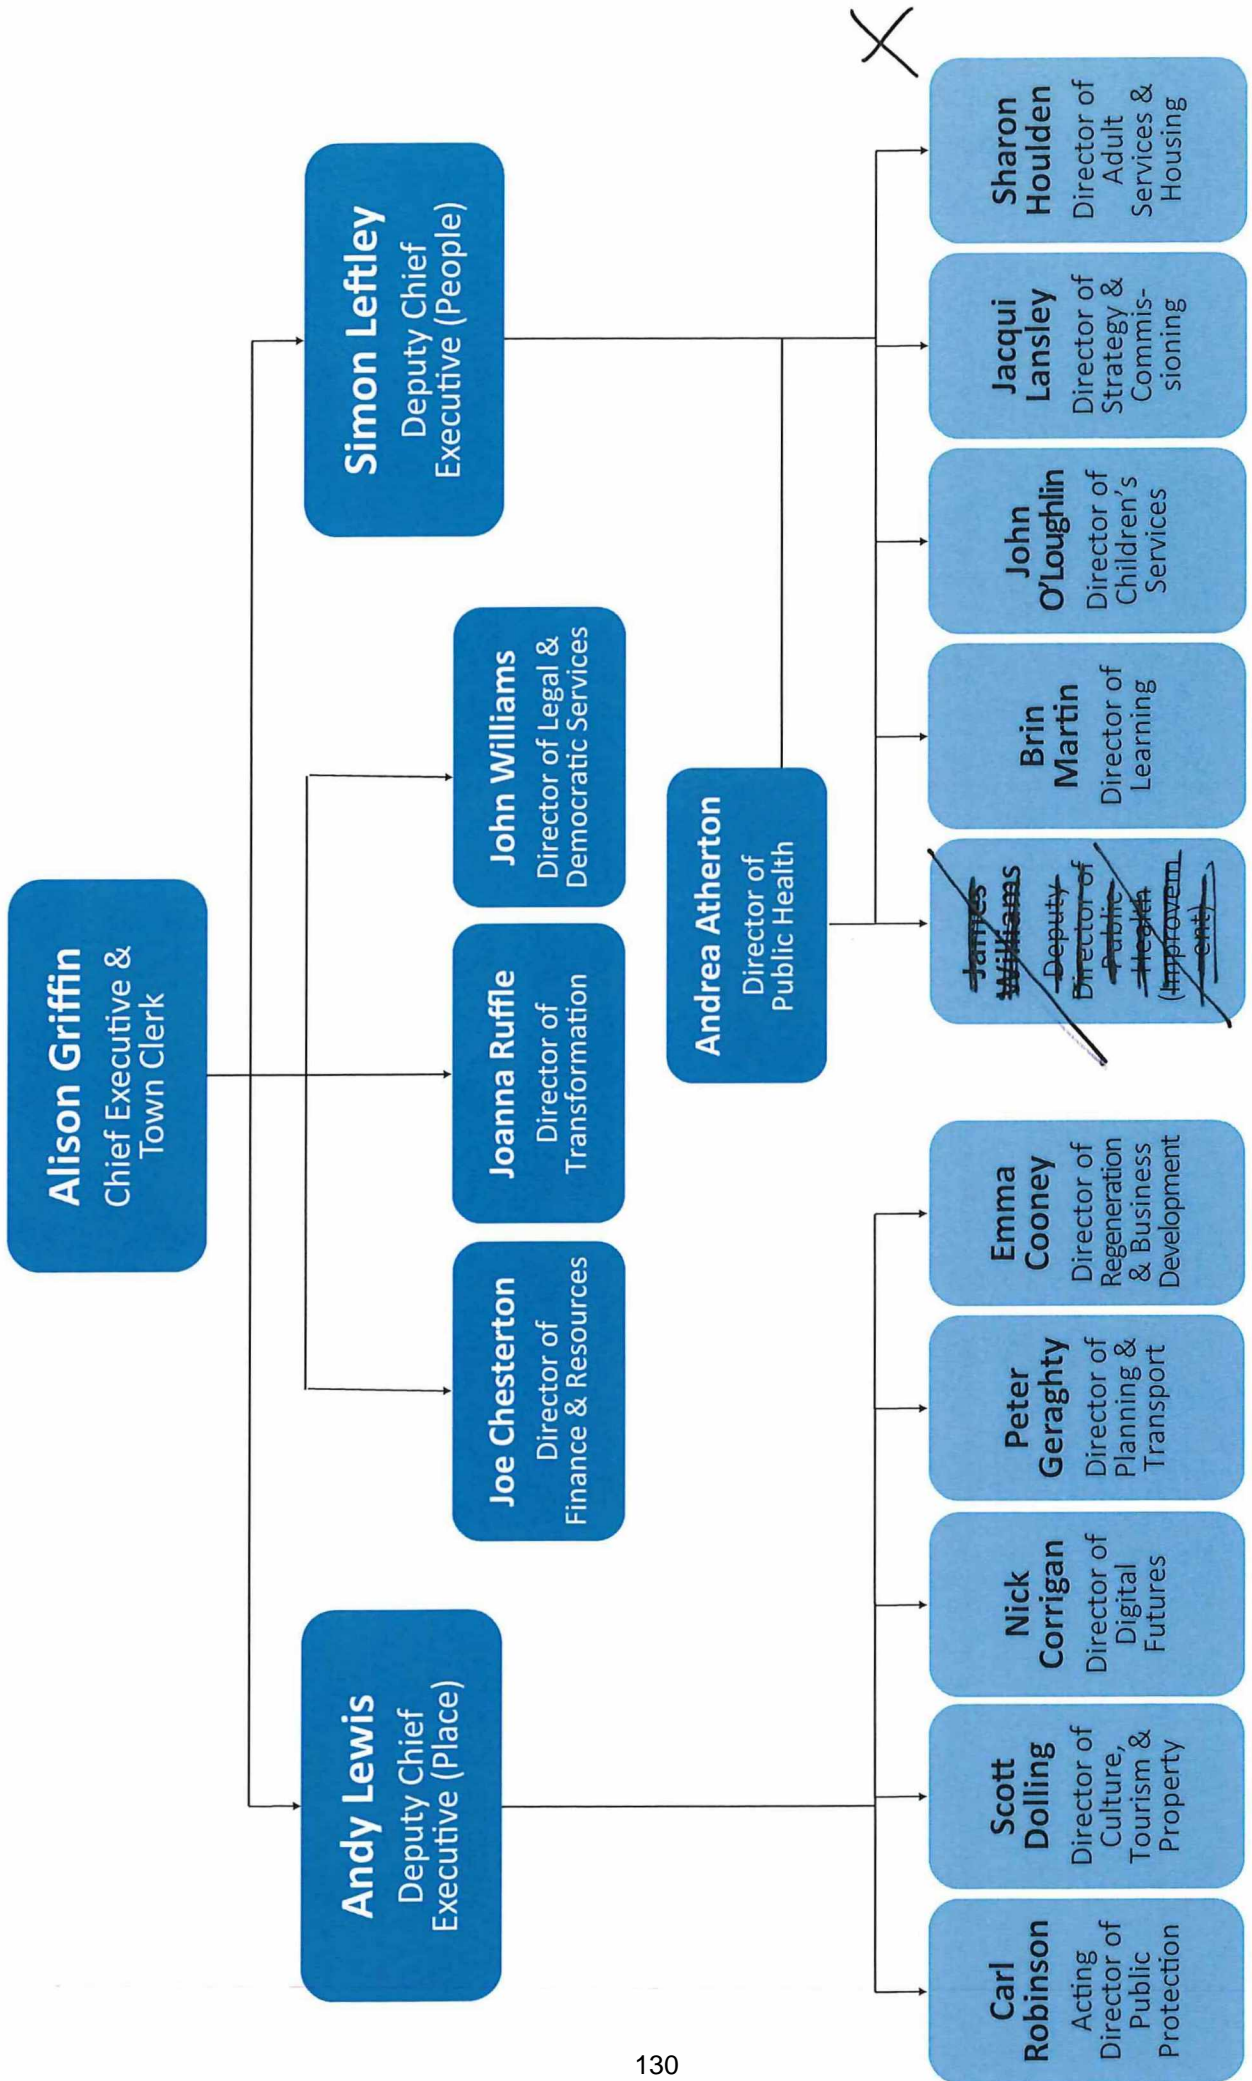 Alison Griffin
Chief Executive &
Town Clerk
Andy Lewis
Deputy Chief
Executive (Place)
Simon Leftley
Deputy Chief
Executive (People)
Joe Chesterton
Director of
Finance & Resources
Joanna Ruffle
Director of
Transformation
John Williams
Director of Legal &
Democratic Services
Andrea Atherton
Director of
Public Health
Carl
Robinson
Acting
Director of
Public
Protection
Scott
Dolling
Director of
Culture,
Tourism &
Property
Nick
Corrigan
Director of
Digital
Futures
Peter
Geraghty
Director of
Planning &
Transport
Emma
Cooney
Director of
Regeneration
& Business
Development
James
Williams
Deputy
Director of
Public
Health
(Improvem
ent)
Brin
Martin
Director of
Learning
John
O'Loughlin
Director of
Children's
Services
Jacqui
Lansley
Director of
Strategy &
Commis-
sioning
Sharon
Houlden
Director of
Adult
Services &
Housing
130